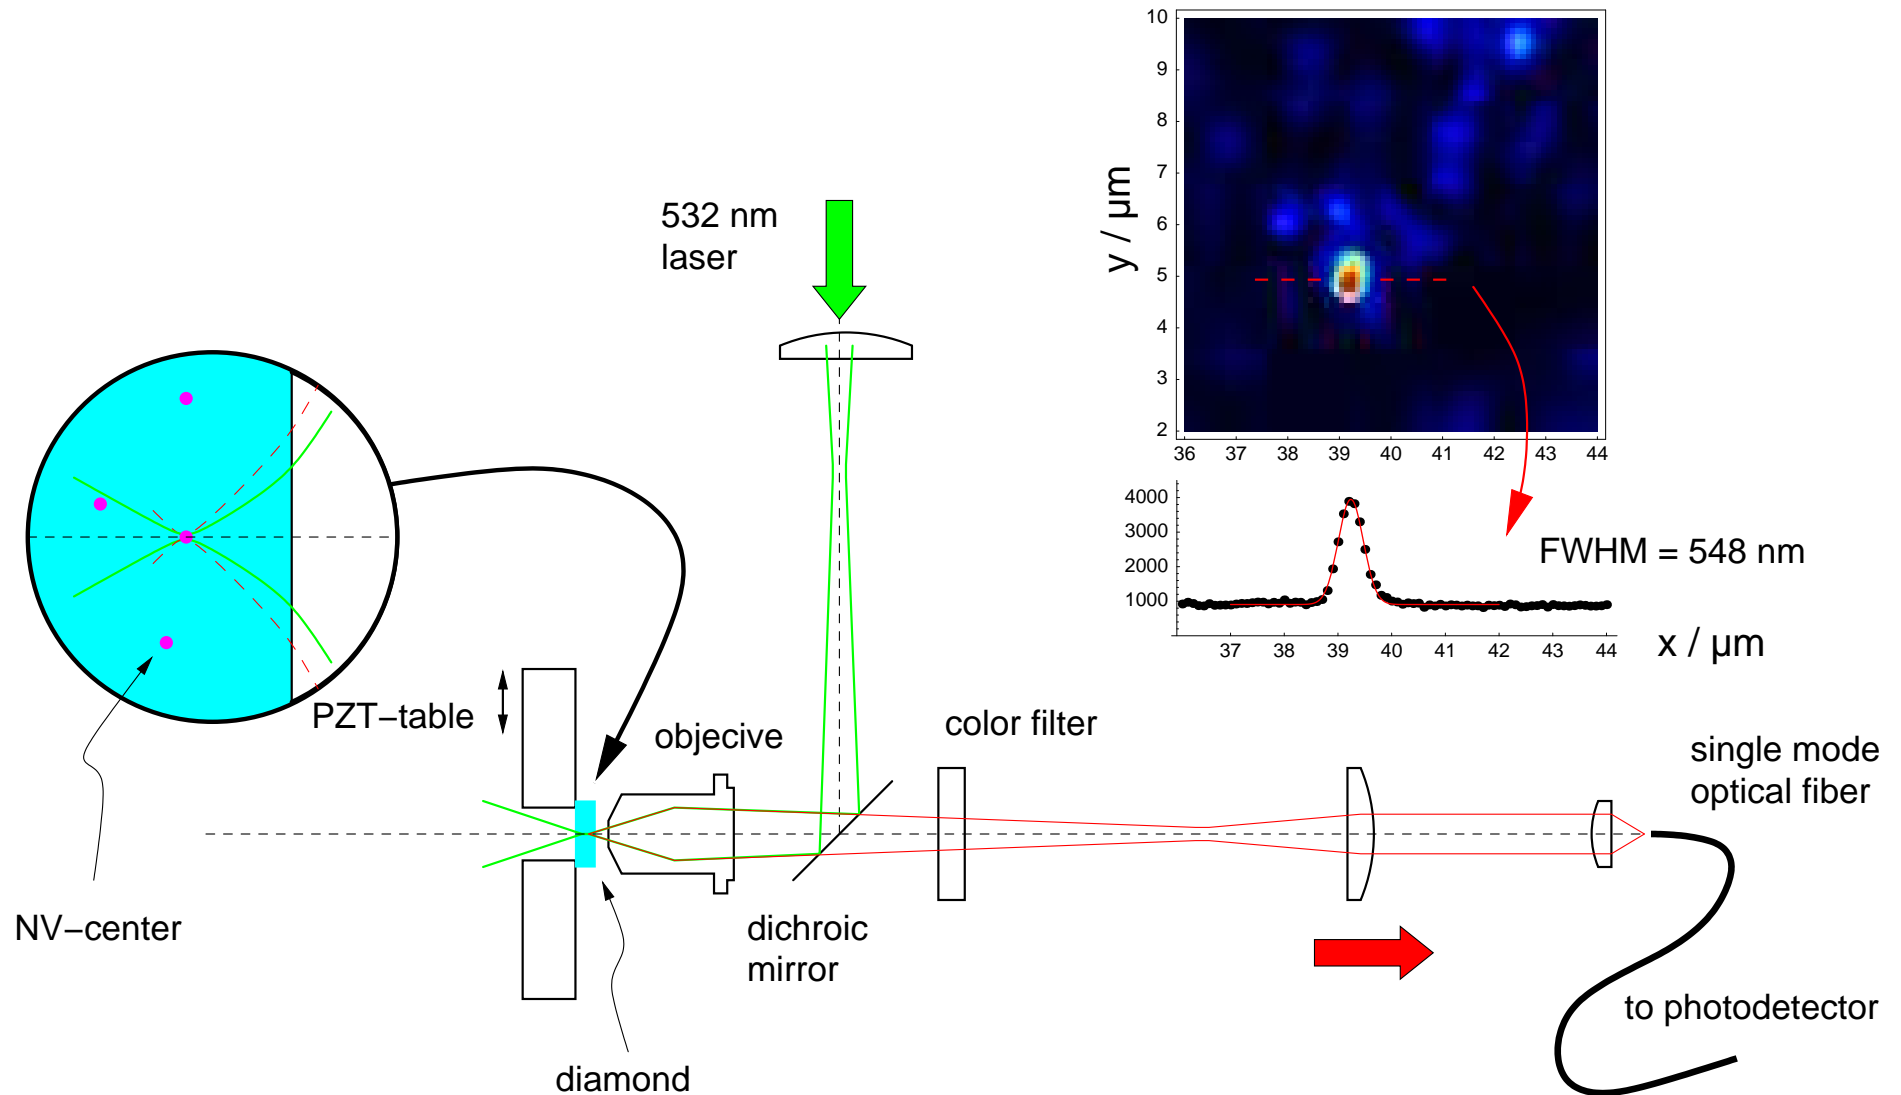 10
9
8
7
6
5
4
3
2
y / µm
36 37 38 39 40 41 42 43 44
4000
3000
2000
1000
FWHM = 548 nm
37 38 39 40 41 42 43 44
x / µm
532 nm
laser
PZT−table
objecive
color filter
single mode
optical fiber
NV−center
dichroic
mirror
to photodetector
diamond